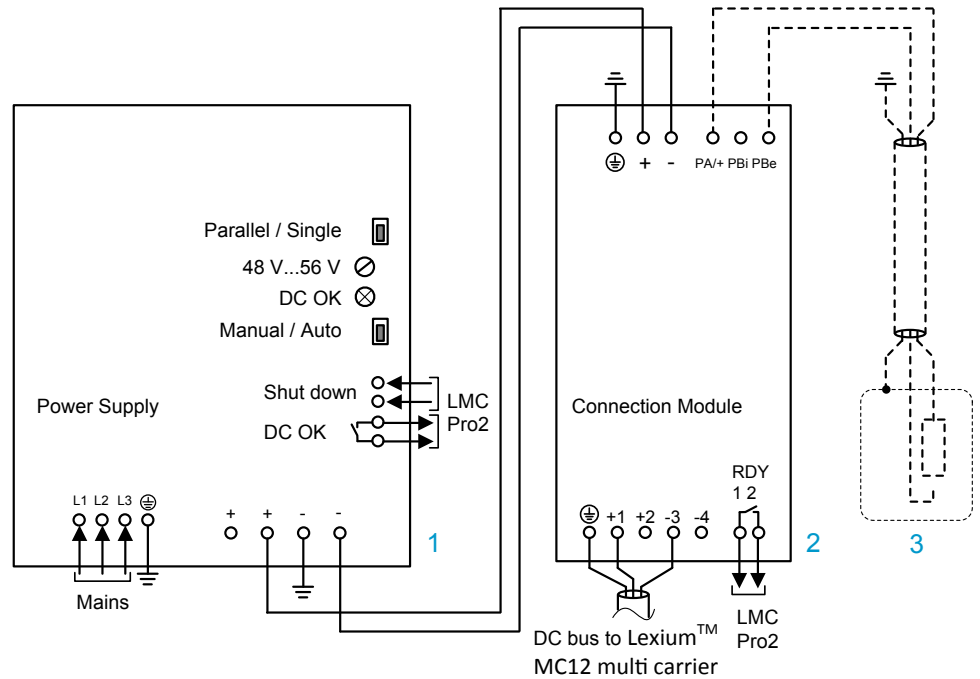 PA/+ PBi PBe
+ -
Parallel / Single
48 V...56 V
DC OK
Manual / Auto
Shut down
LMC
Pro2
DC OK
Power Supply
Connection Module
RDY
1 2
L1 L2 L3
+ + - -
+1 +2 -3 -4
1
2
3
Mains
LMC
Pro2
DC bus to Lexium™
MC12 multi carrier